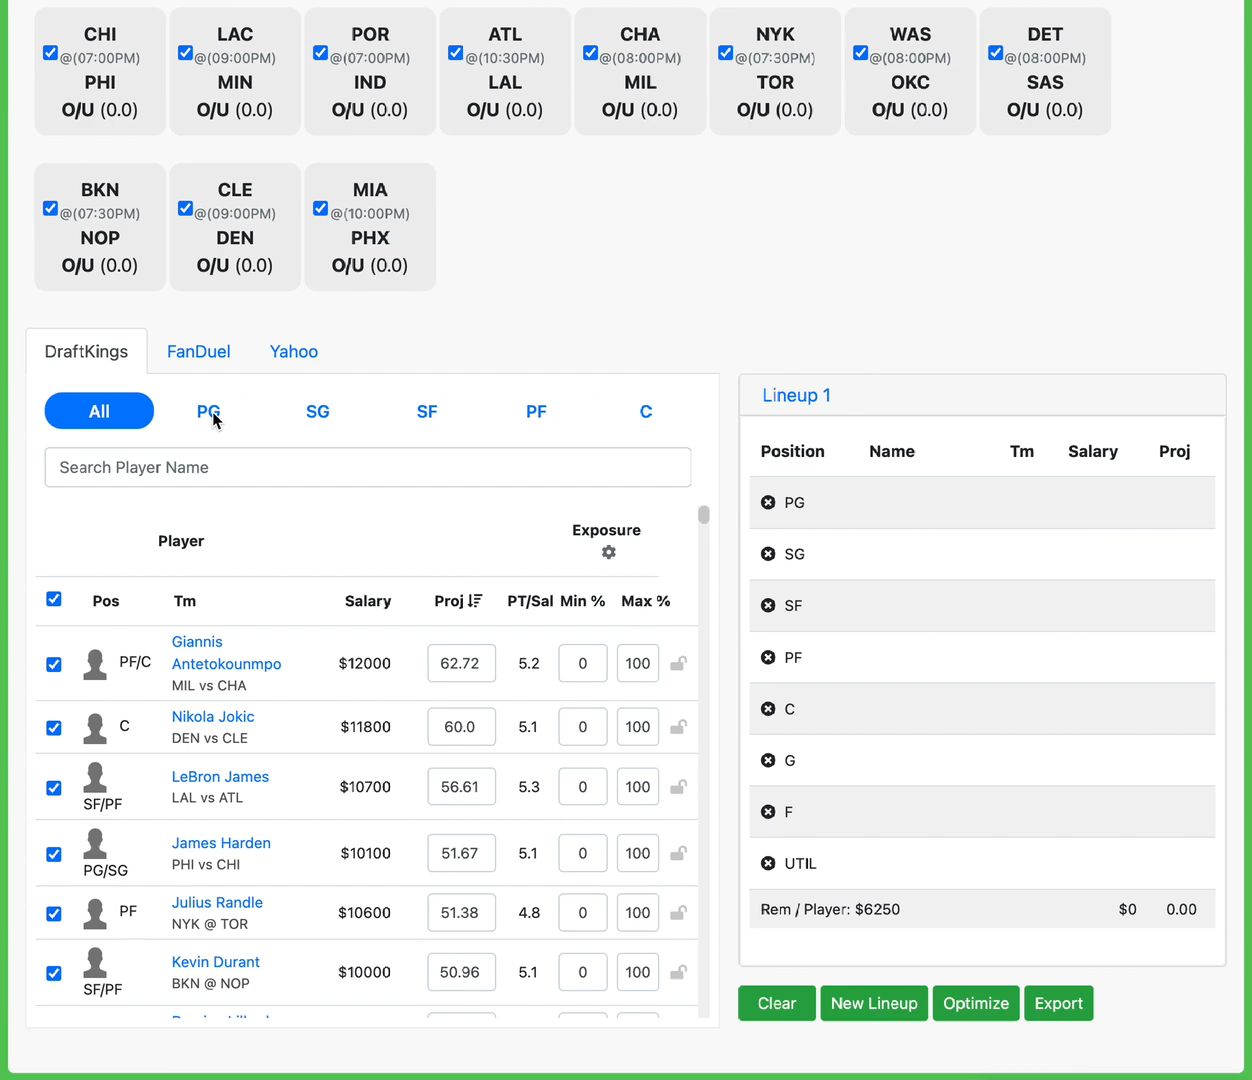 CHI LAC POR ATL CHA NYK WAS DET
@(07:00PM) @(09:00PM) @(07:00PM) @(10:30PM) @(08:00PM) @(07:30PM) @(08:00PM) @(08:00PM)
PHI MIN IND LAL MIL TOR OKC SAS
O/U (0.0) O/U (0.0) O/U (0.0) O/U (0.0) O/U (0.0) O/U (0.0) O/U (0.0) O/U (0.0)
BKN CLE MIA
@(07:30PM) @(09:00PM) @(10:00PM)
NOP DEN PHX
O/U (0.0) O/U (0.0) O/U (0.0)
DraftKings FanDuel Yahoo
All PG SG SF PF C
Search Player Name
Player Exposure
Pos Tm Salary Proj PT/Sal Min % Max %
Giannis
PF/C Antetokounmpo $12000 62.72 5.2 0 100
MIL vs CHA
Nikola Jokic
C $11800 60.0 5.1 0 100
DEN vs CLE
LeBron James
$10700 56.61 5.3 0 100
LAL vs ATL
SF/PF
James Harden
$10100 51.67 5.1 0 100
PHI vs CHI
PG/SG
Julius Randle
PF $10600 51.38 4.8 0 100
NYK @ TOR
Kevin Durant
$10000 50.96 5.1 0 100
BKN @ NOP
SF/PF
Lineup 1
Position Name Tm Salary Proj
PG
SG
SF
PF
C
G
F
UTIL
Rem / Player: $6250 $0 0.00
Clear New Lineup Optimize Export